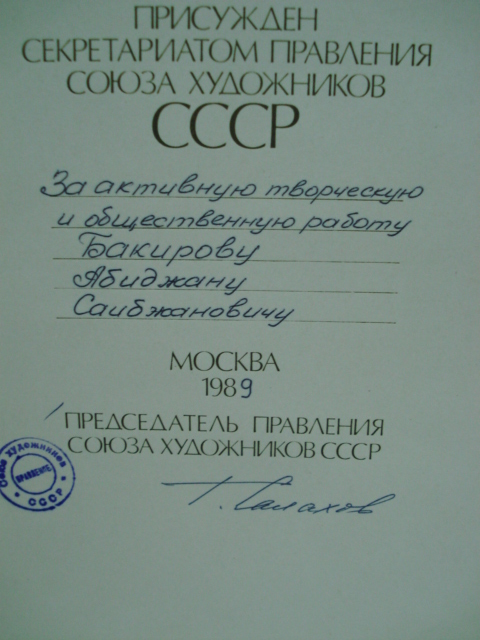 ПРИСУЖДЕН
СЕКРЕТАРИАТОМ ПРАВЛЕНИЯ
СОЮЗА ХУДОЖНИКОВ
СССР
За активную творческую
и общественную работу
Бакирову
Абиджану
Саибжановичу
МОСКВА
1989
ПРЕДСЕДАТЕЛЬ ПРАВЛЕНИЯ
СОЮЗА ХУДОЖНИКОВ СССР
Союз художников
ПРАВЛЕНИЕ
СССР
Т. Салахов